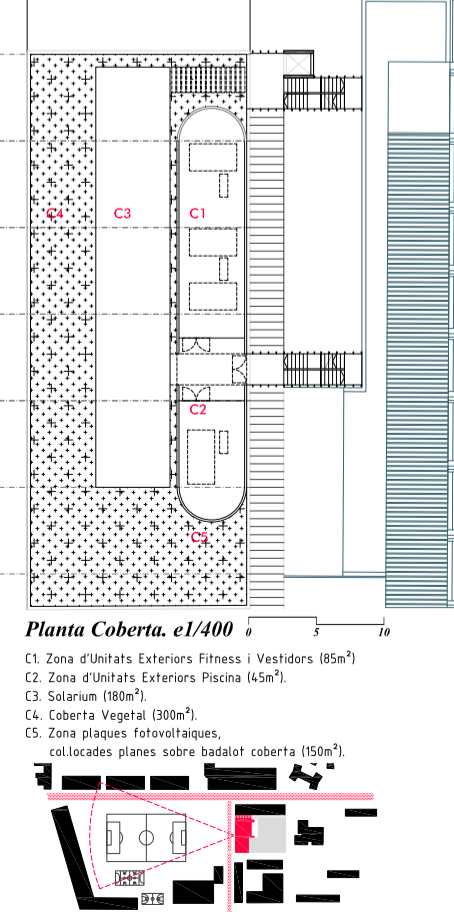 C4
C3
C1
C2
C5
Planta Coberta. e1/400
0 5 10
C1. Zona d'Unitats Exteriors Fitness i Vestidors (85m²)
C2. Zona d'Unitats Exteriors Piscina (45m²).
C3. Solarium (180m²).
C4. Coberta Vegetal (300m²).
C5. Zona plaques fotovoltaiques,
col.locades planes sobre badalot coberta (150m²).